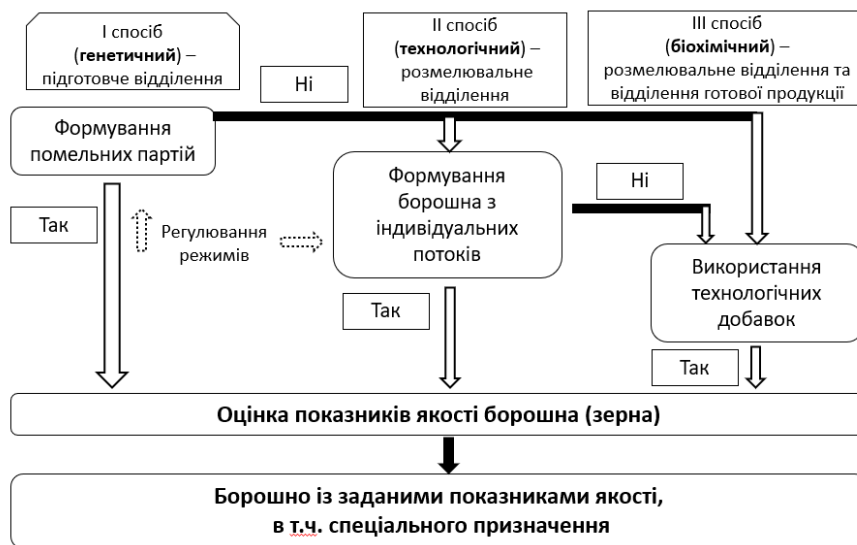 І спосіб
(генетичний) –
підготовче відділення
Ні
ІІ спосіб
(технологічний) –
розмелювальне
відділення
ІІІ спосіб
(біохімічний) –
розмелювальне відділення та
відділення готової продукції
Формування
помельних партій
Формування
борошна з
індивідуальних
потоків
Ні
Так
Регулювання
режимів
Використання
технологічних
добавок
Так
Так
Оцінка показників якості борошна (зерна)
Борошно із заданими показниками якості,
в т.ч. спеціального призначення